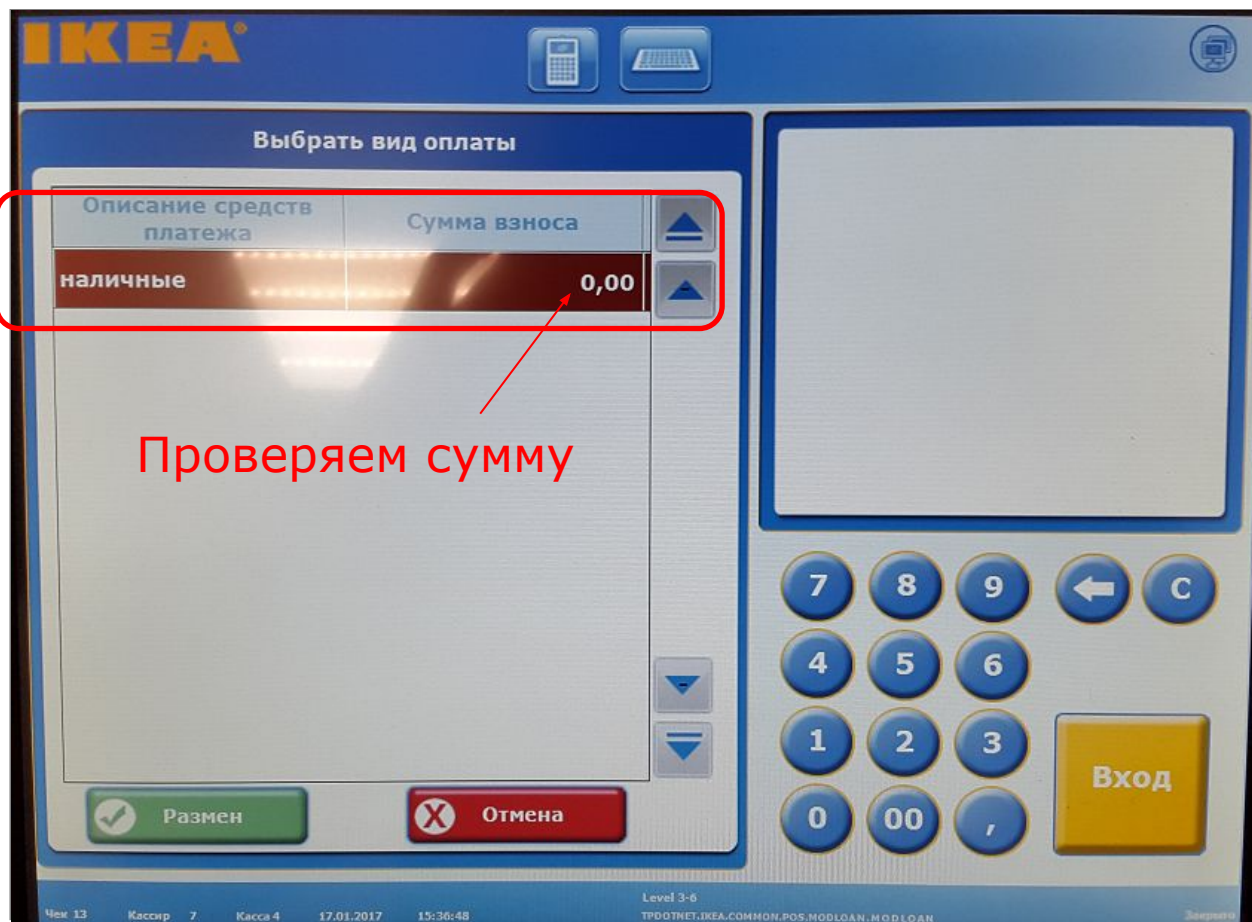 IKEA®
Выбрать вид оплаты
Описание средств
платежа
Сумма взноса
наличные
0,00
Проверяем сумму
Размен
Отмена
7 8 9 C
4 5 6
1 2 3
0 00 ,
Вход
Level 3-6
Чек 13 Кассир 7 Касса 4 17.01.2017 15:36:48 TPDOTNET.IKEA.COMMON.POS.MODLOAN.MODLOAN Закрыто